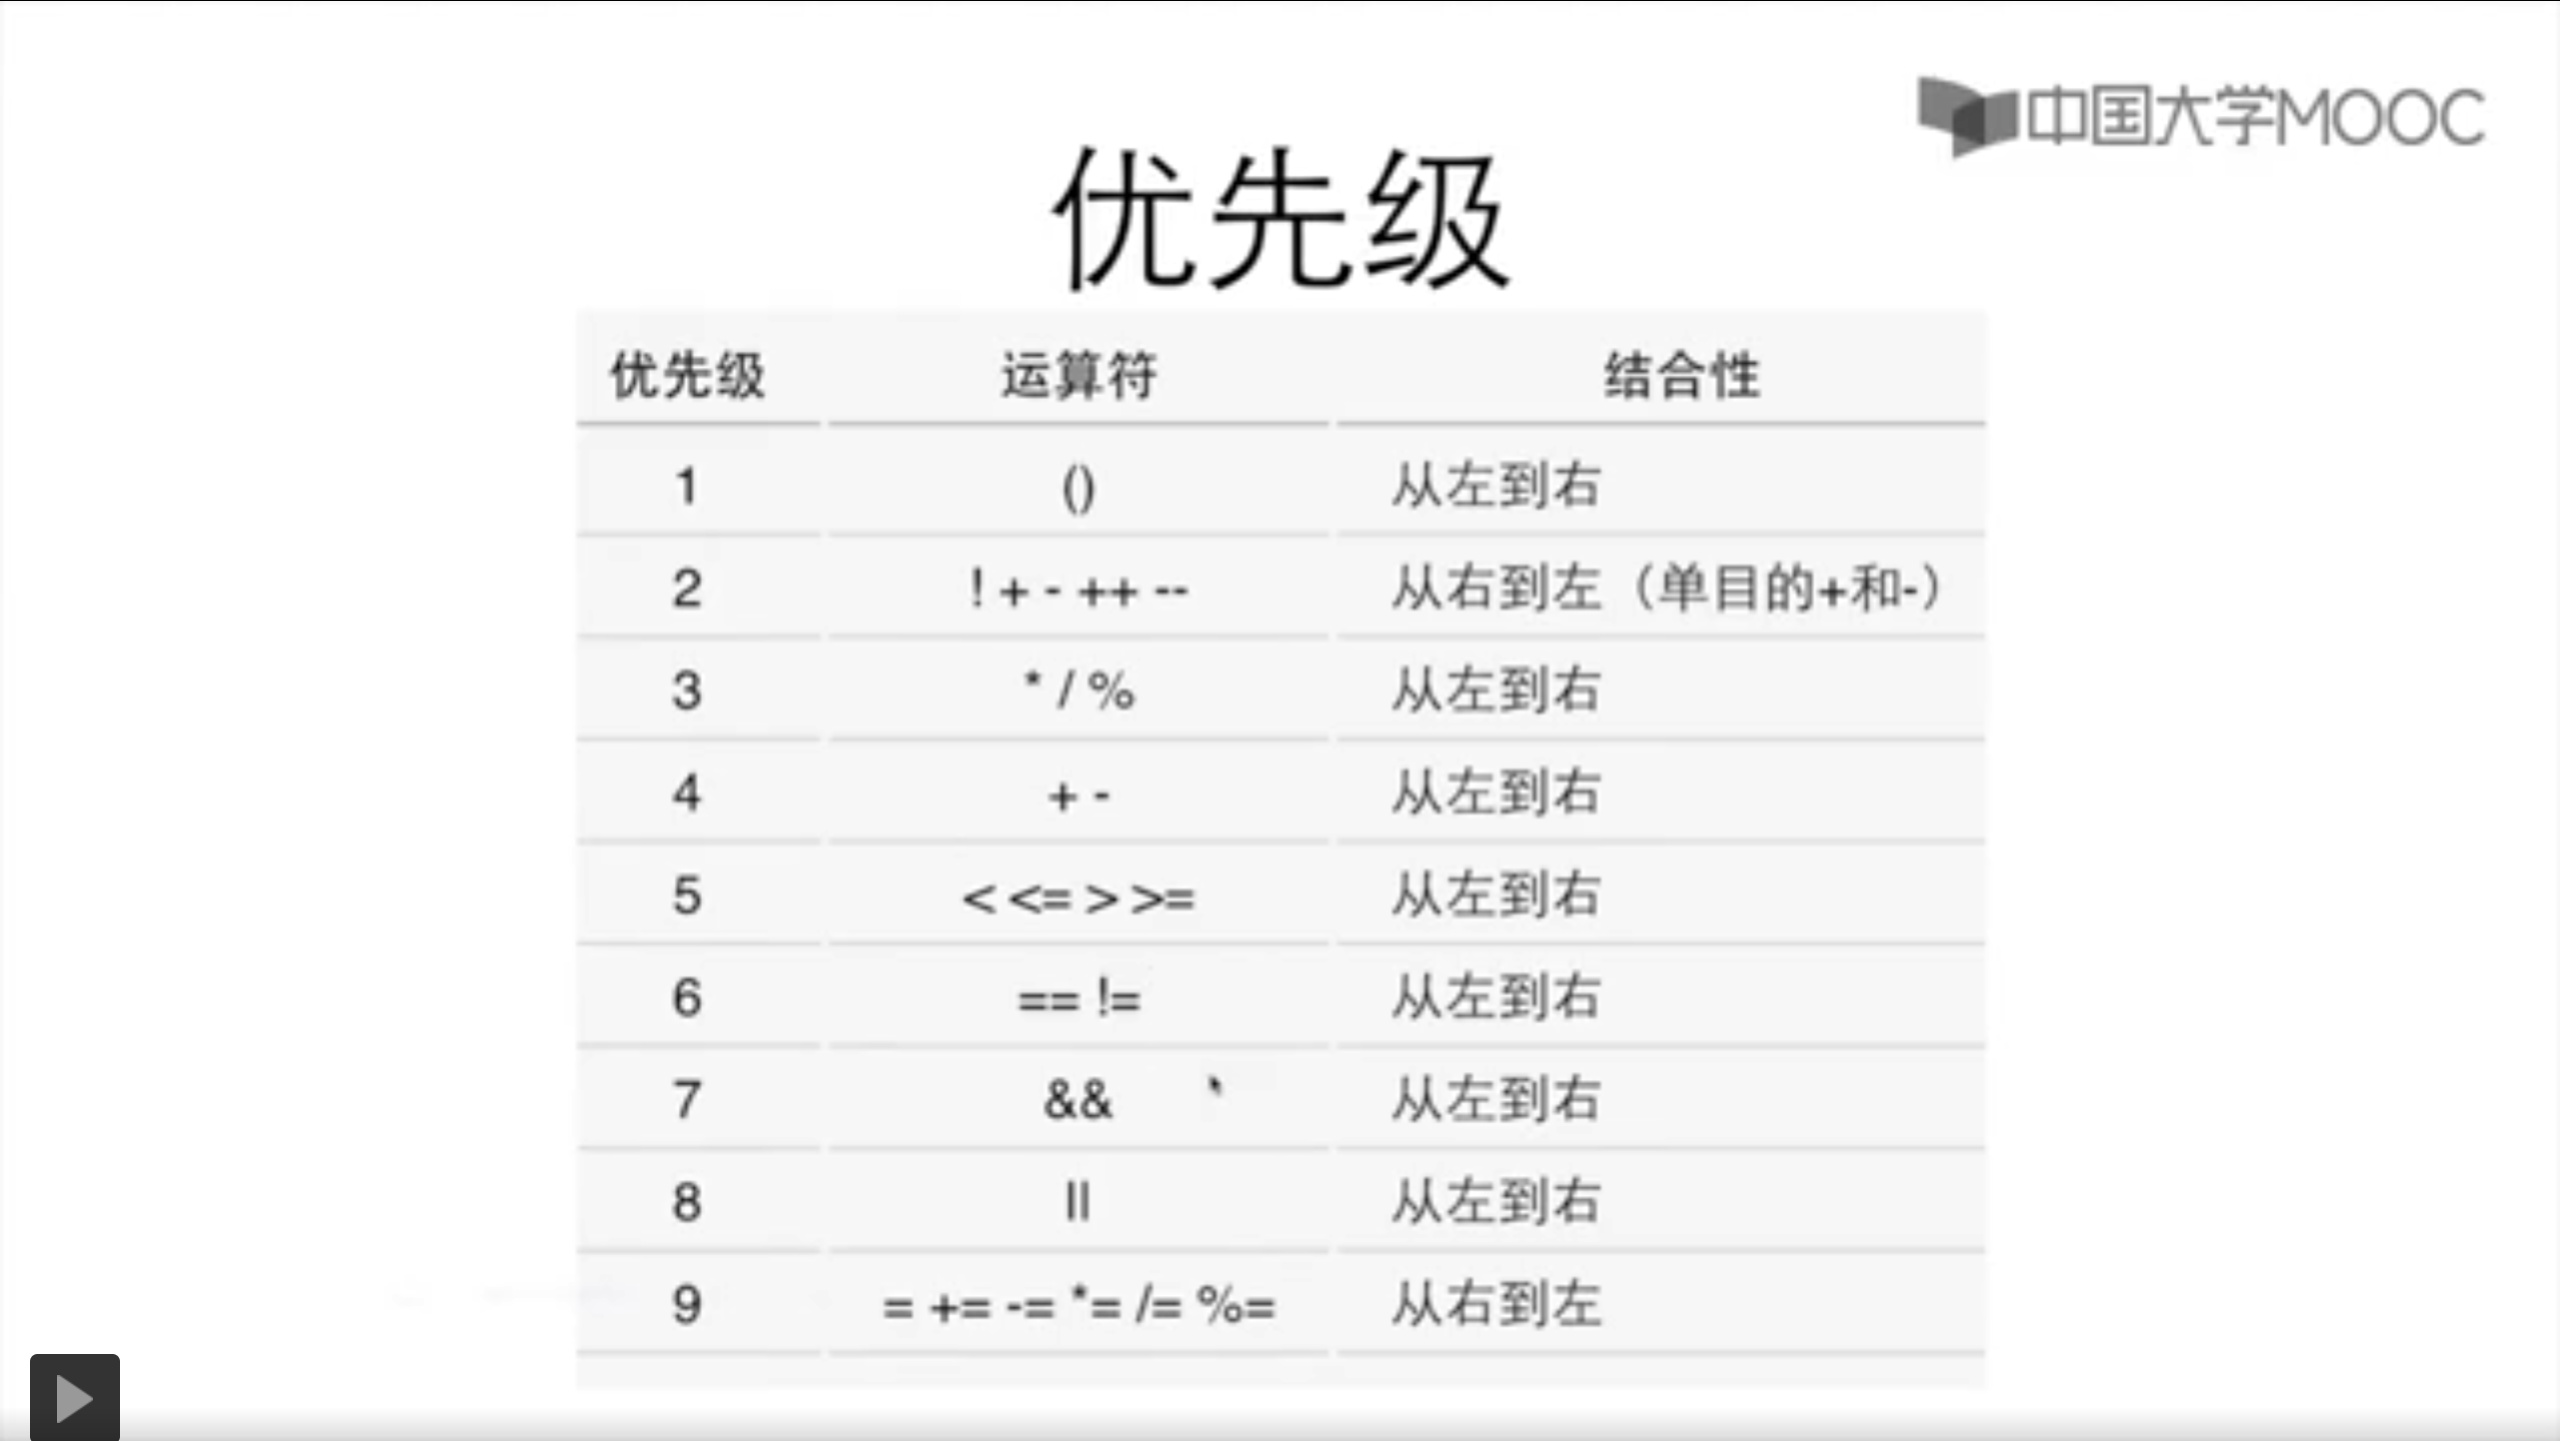 中国大学MOOC
优先级
优先级 运算符 结合性
1 () 从左到右
2 ! + - ++ -- 从右到左（单目的+和-）
3 * / % 从左到右
4 + - 从左到右
5 < <= > >= 从左到右
6 == != 从左到右
7 && 从左到右
8 || 从左到右
9 = += -= *= /= %= 从右到左